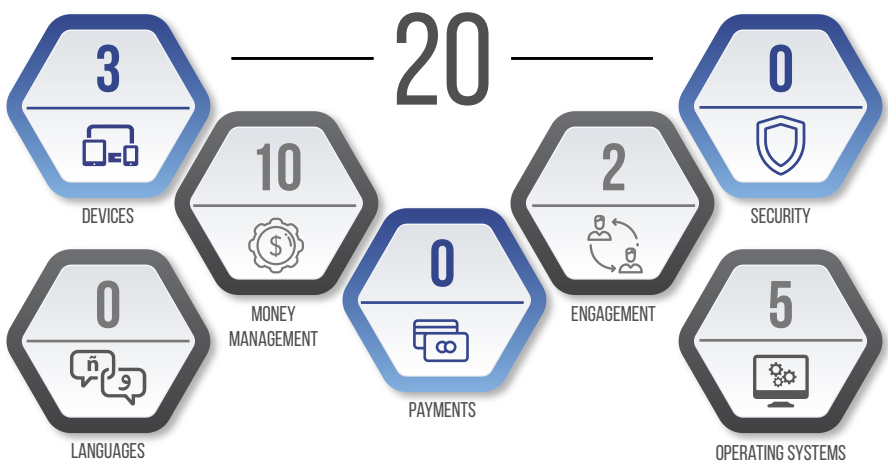 20
3
DEVICES
10
MONEY
MANAGEMENT
0
PAYMENTS
2
ENGAGEMENT
0
SECURITY
0
ñ
و
LANGUAGES
5
OPERATING SYSTEMS
$